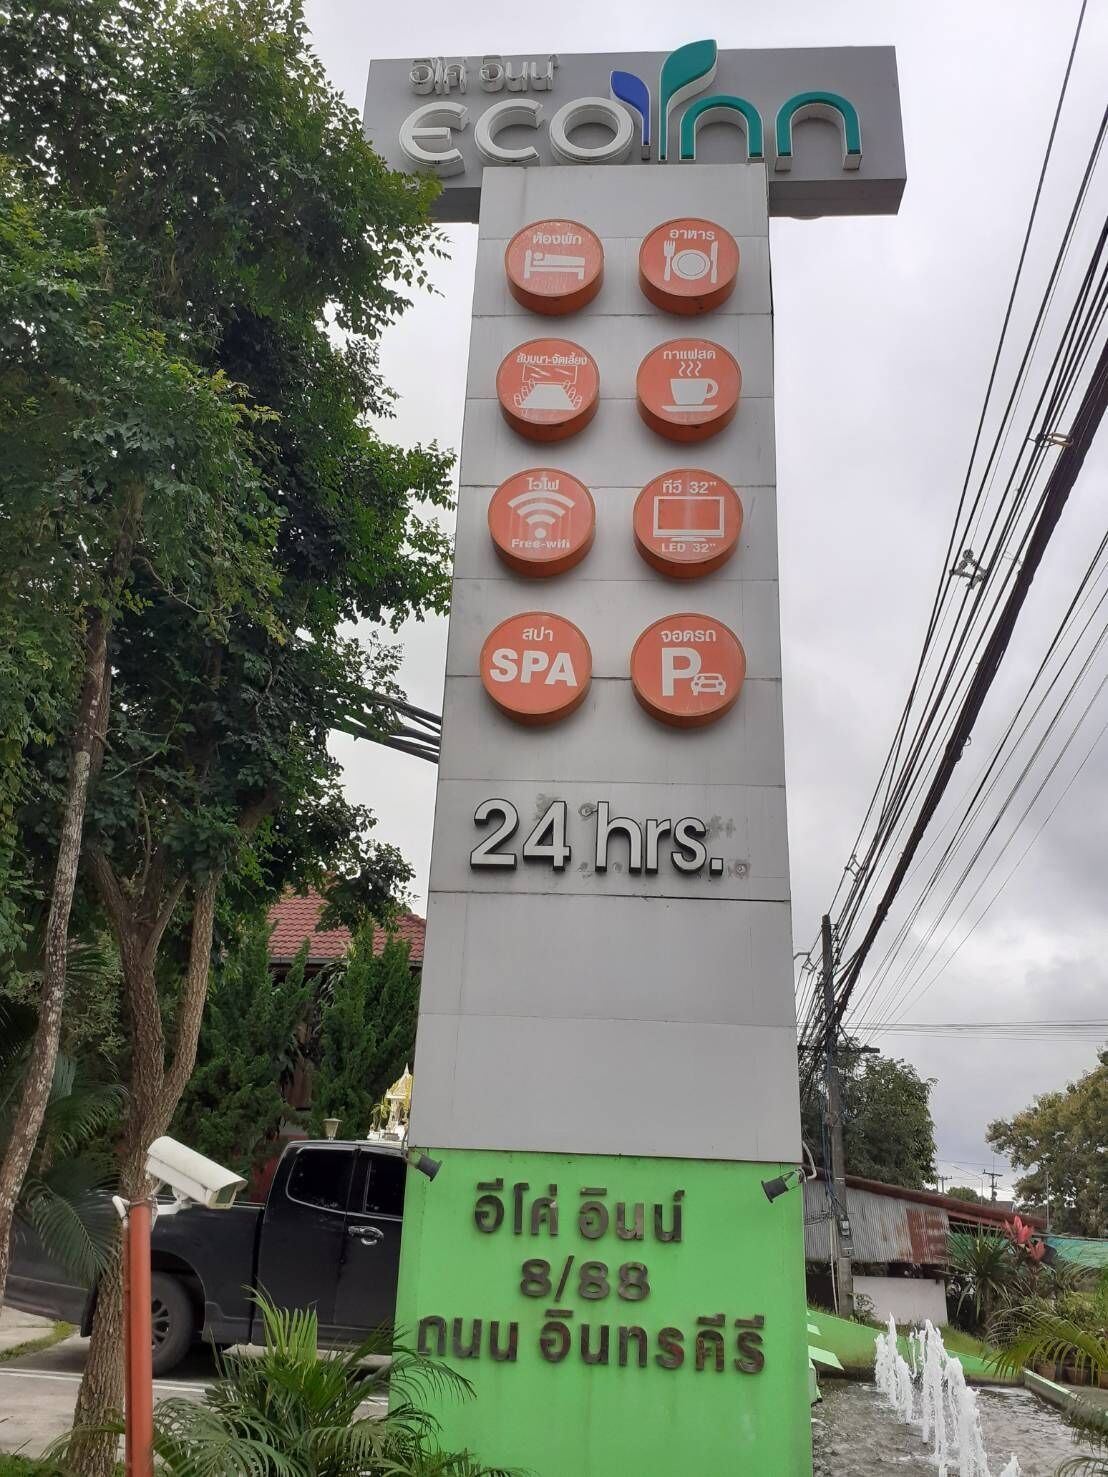 อีโค่ อินน์
ecoinn
ห้องพัก
อาหาร
สัมมนา-จัดเลี้ยง
กาแฟสด
ไวไฟ
Free-wifi
ทีวี 32"
LED 32"
สปา
SPA
จอดรถ
P
24 hrs.
อีโค่ อินน์
8/88
ถนน อินทรคีรี